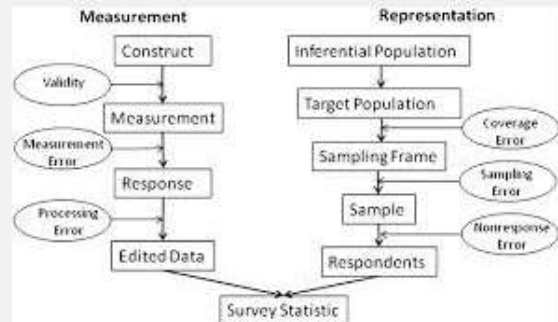 Measurement
Construct
Validity
Measurement
Measurement
Error
Response
Processing
Error
Edited Data
Representation
Inferential Population
Target Population
Coverage
Error
Sampling Frame
Sampling
Error
Sample
Nonresponse
Error
Respondents
Survey Statistic